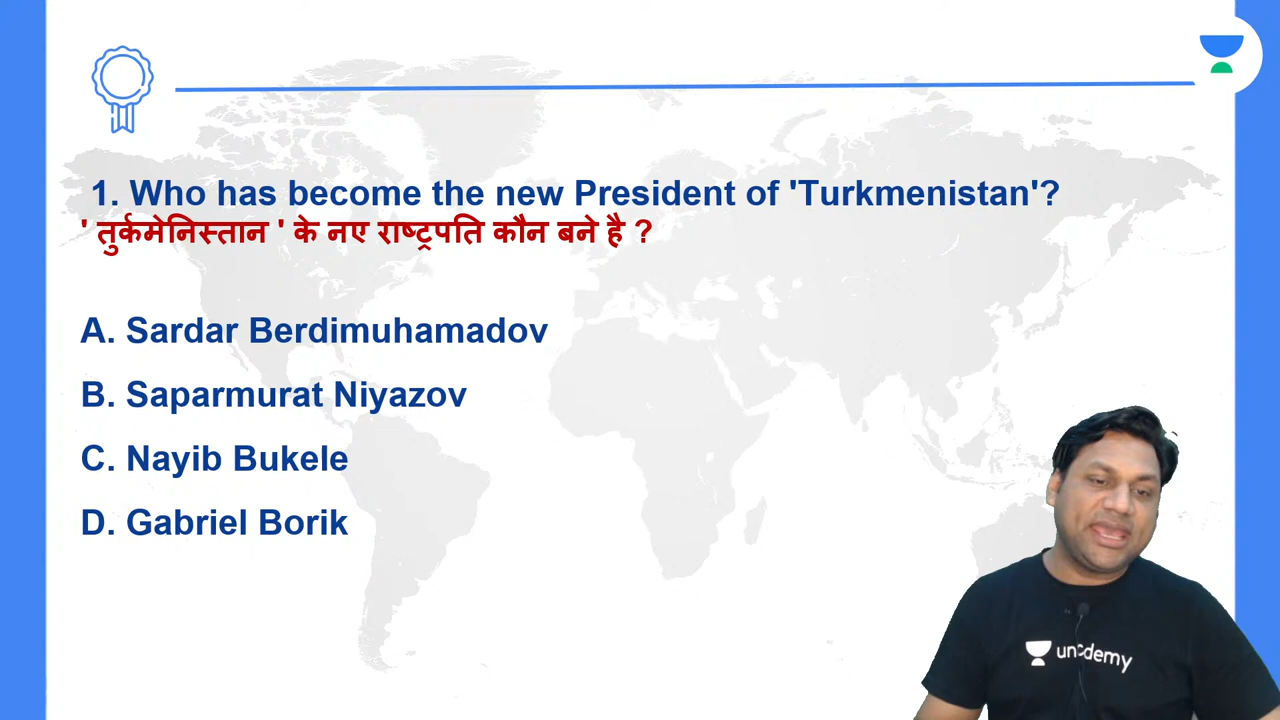 1. Who has become the new President of 'Turkmenistan'?
' तुर्कमेनिस्तान ' के नए राष्ट्रपति कौन बने है ?
A. Sardar Berdimuhamadov
B. Saparmurat Niyazov
C. Nayib Bukele
D. Gabriel Borik
unacademy